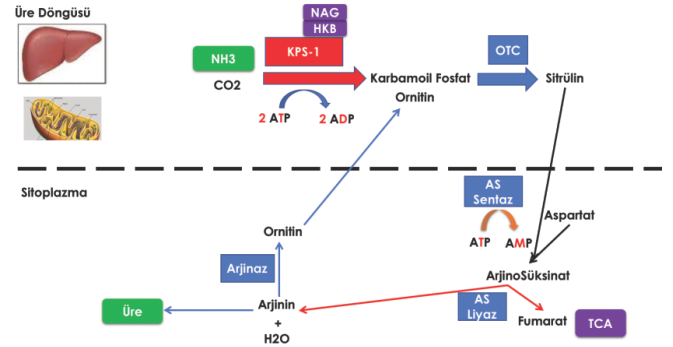 Üre Döngüsü
NAG
HKB
NH3
KPS-1
OTC
CO2
Karbamoil Fosfat
Sitrülin
Ornitin
2 ATP
2 ADP
Sitoplazma
AS
Sentaz
Aspartat
Ornitin
ATP
AMP
Arjinaz
ArjinoSüksinat
Üre
Arjinin
+
H2O
AS
Liyaz
Fumarat
TCA